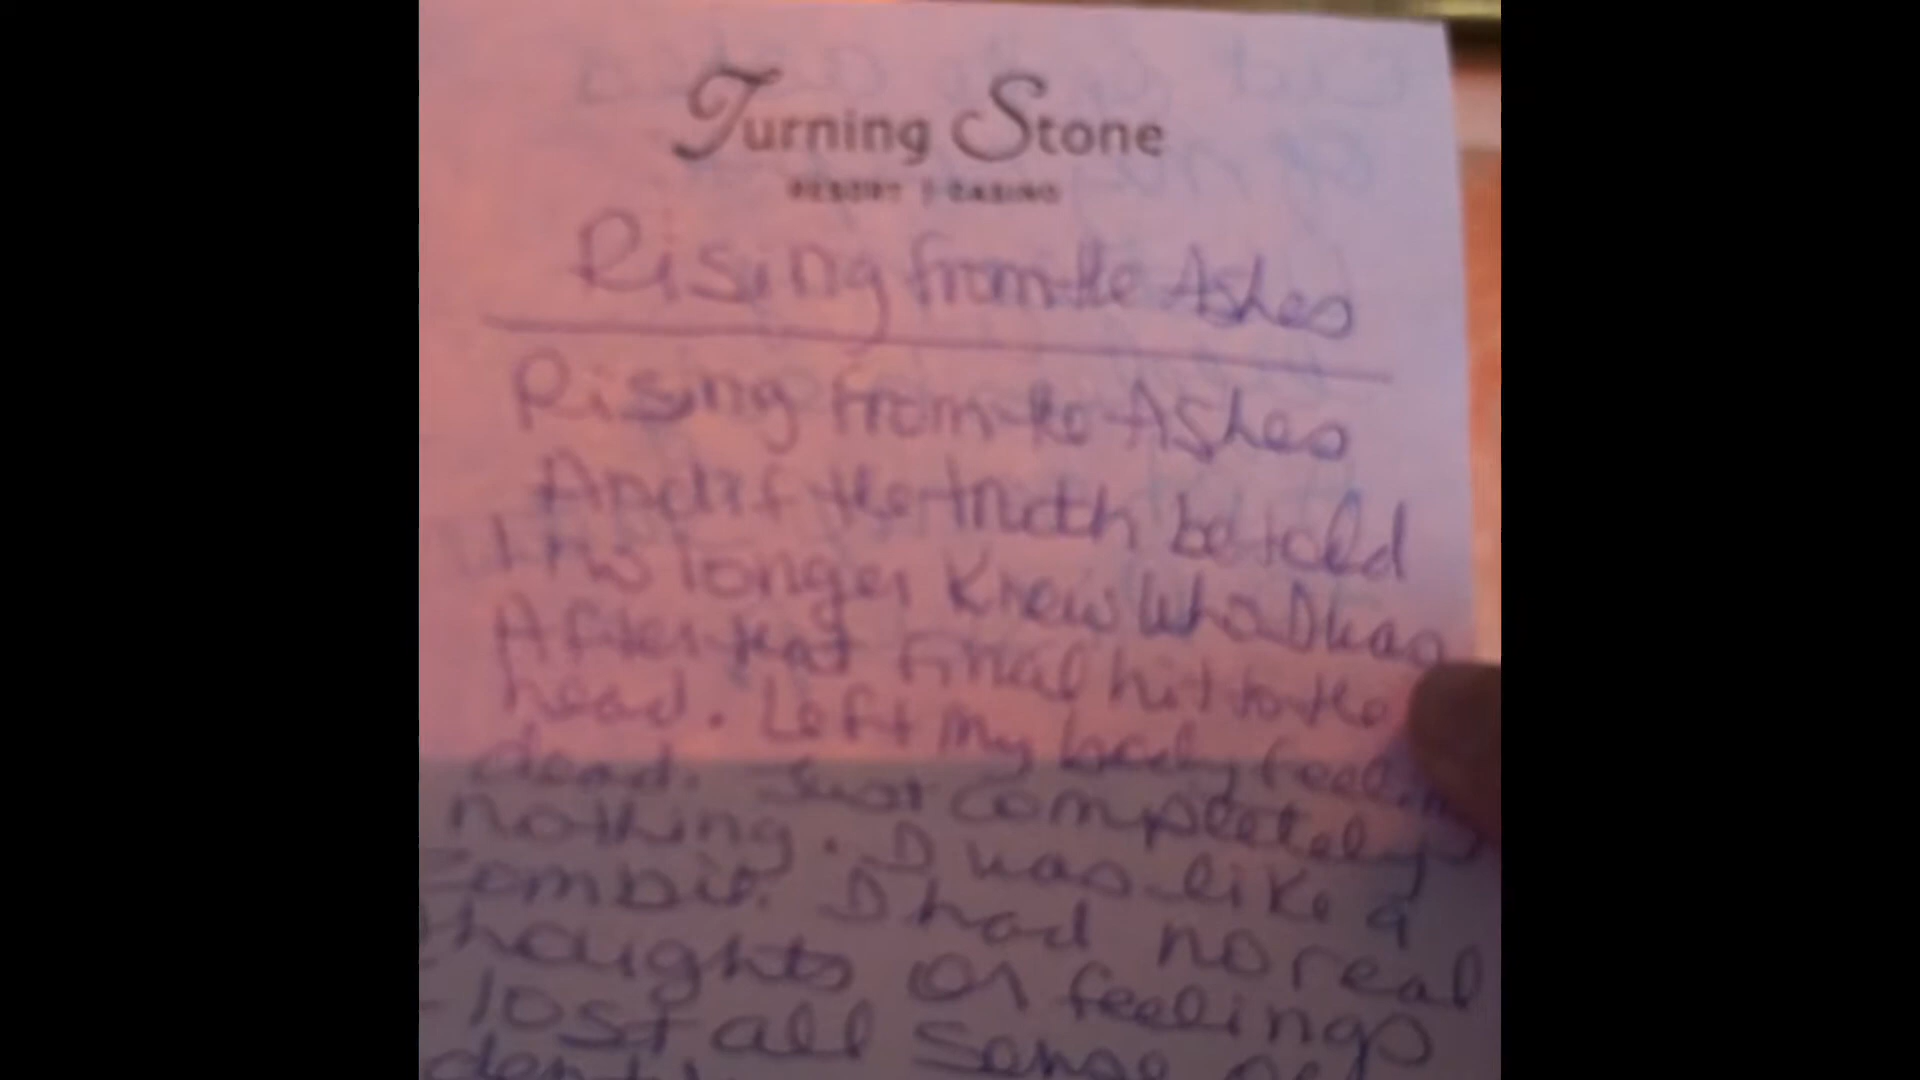 Turning Stone
RESORT | CASINO
Rising from the Ashes
Rising from the Ashes
And if the truth be told
I no longer knew who I was
After that final hit to the
head. Left my body feeling
dead. Just completely
nothing. I was like a
zombie. I had no real
thoughts or feelings
lost all sense of